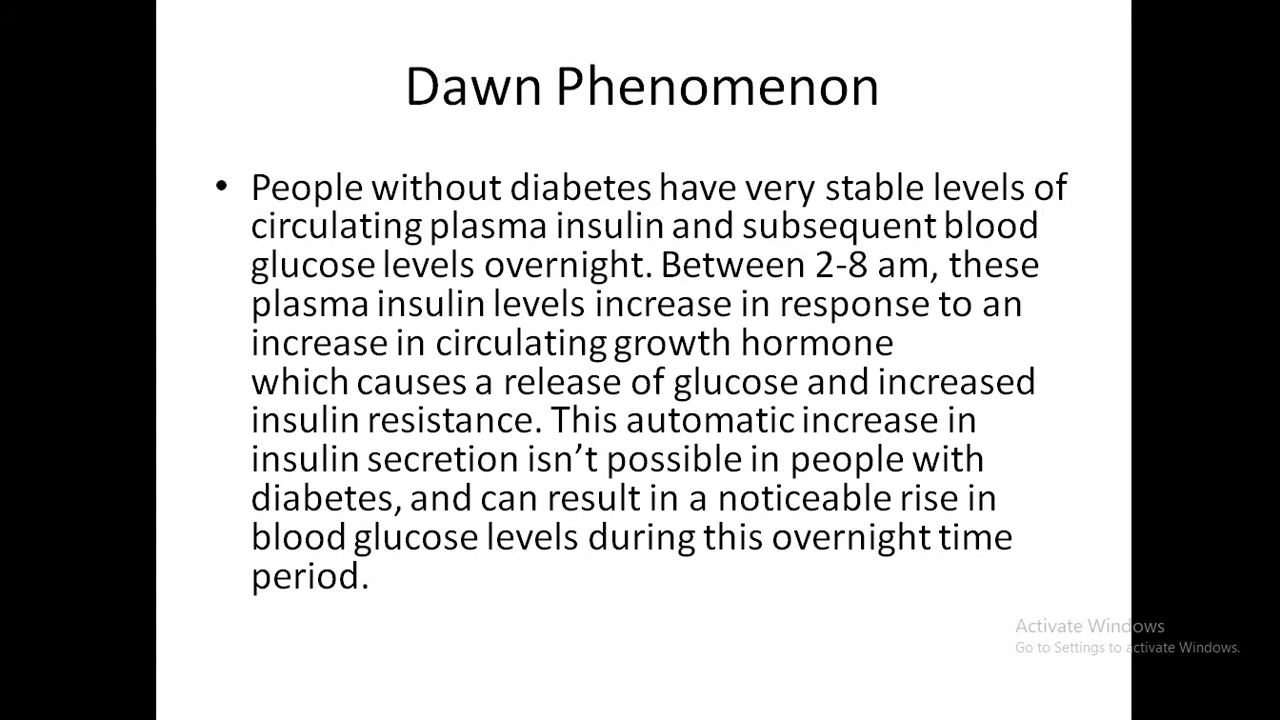 Dawn Phenomenon
• People without diabetes have very stable levels of
circulating plasma insulin and subsequent blood
glucose levels overnight. Between 2-8 am, these
plasma insulin levels increase in response to an
increase in circulating growth hormone
which causes a release of glucose and increased
insulin resistance. This automatic increase in
insulin secretion isn’t possible in people with
diabetes, and can result in a noticeable rise in
blood glucose levels during this overnight time
period.
Activate Windows
Go to Settings to activate Windows.